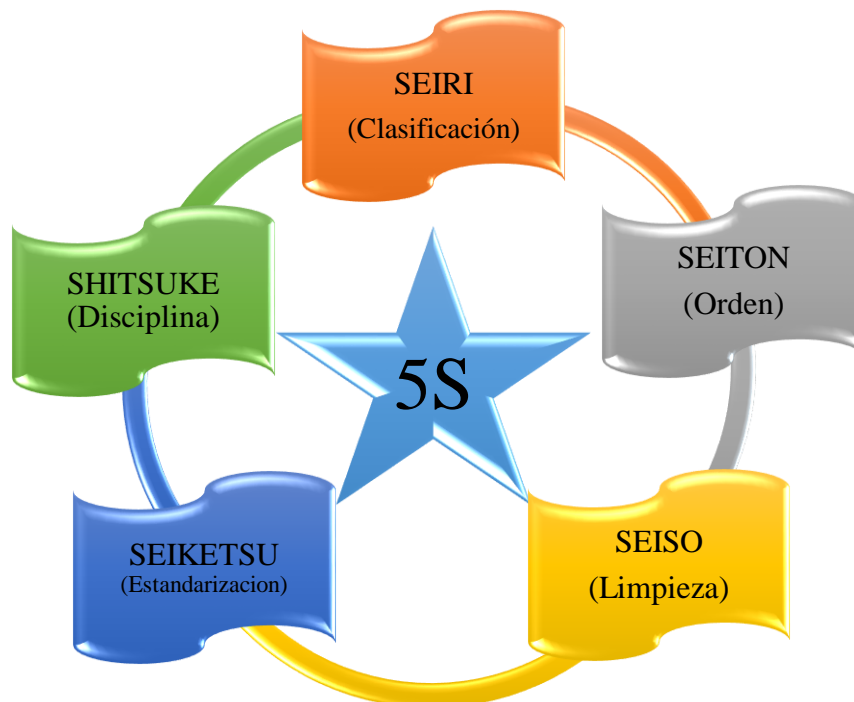 SEIRI
(Clasificación)
SEITON
(Orden)
SEISO
(Limpieza)
SEIKETSU
(Estandarizacion)
SHITSUKE
(Disciplina)
5S